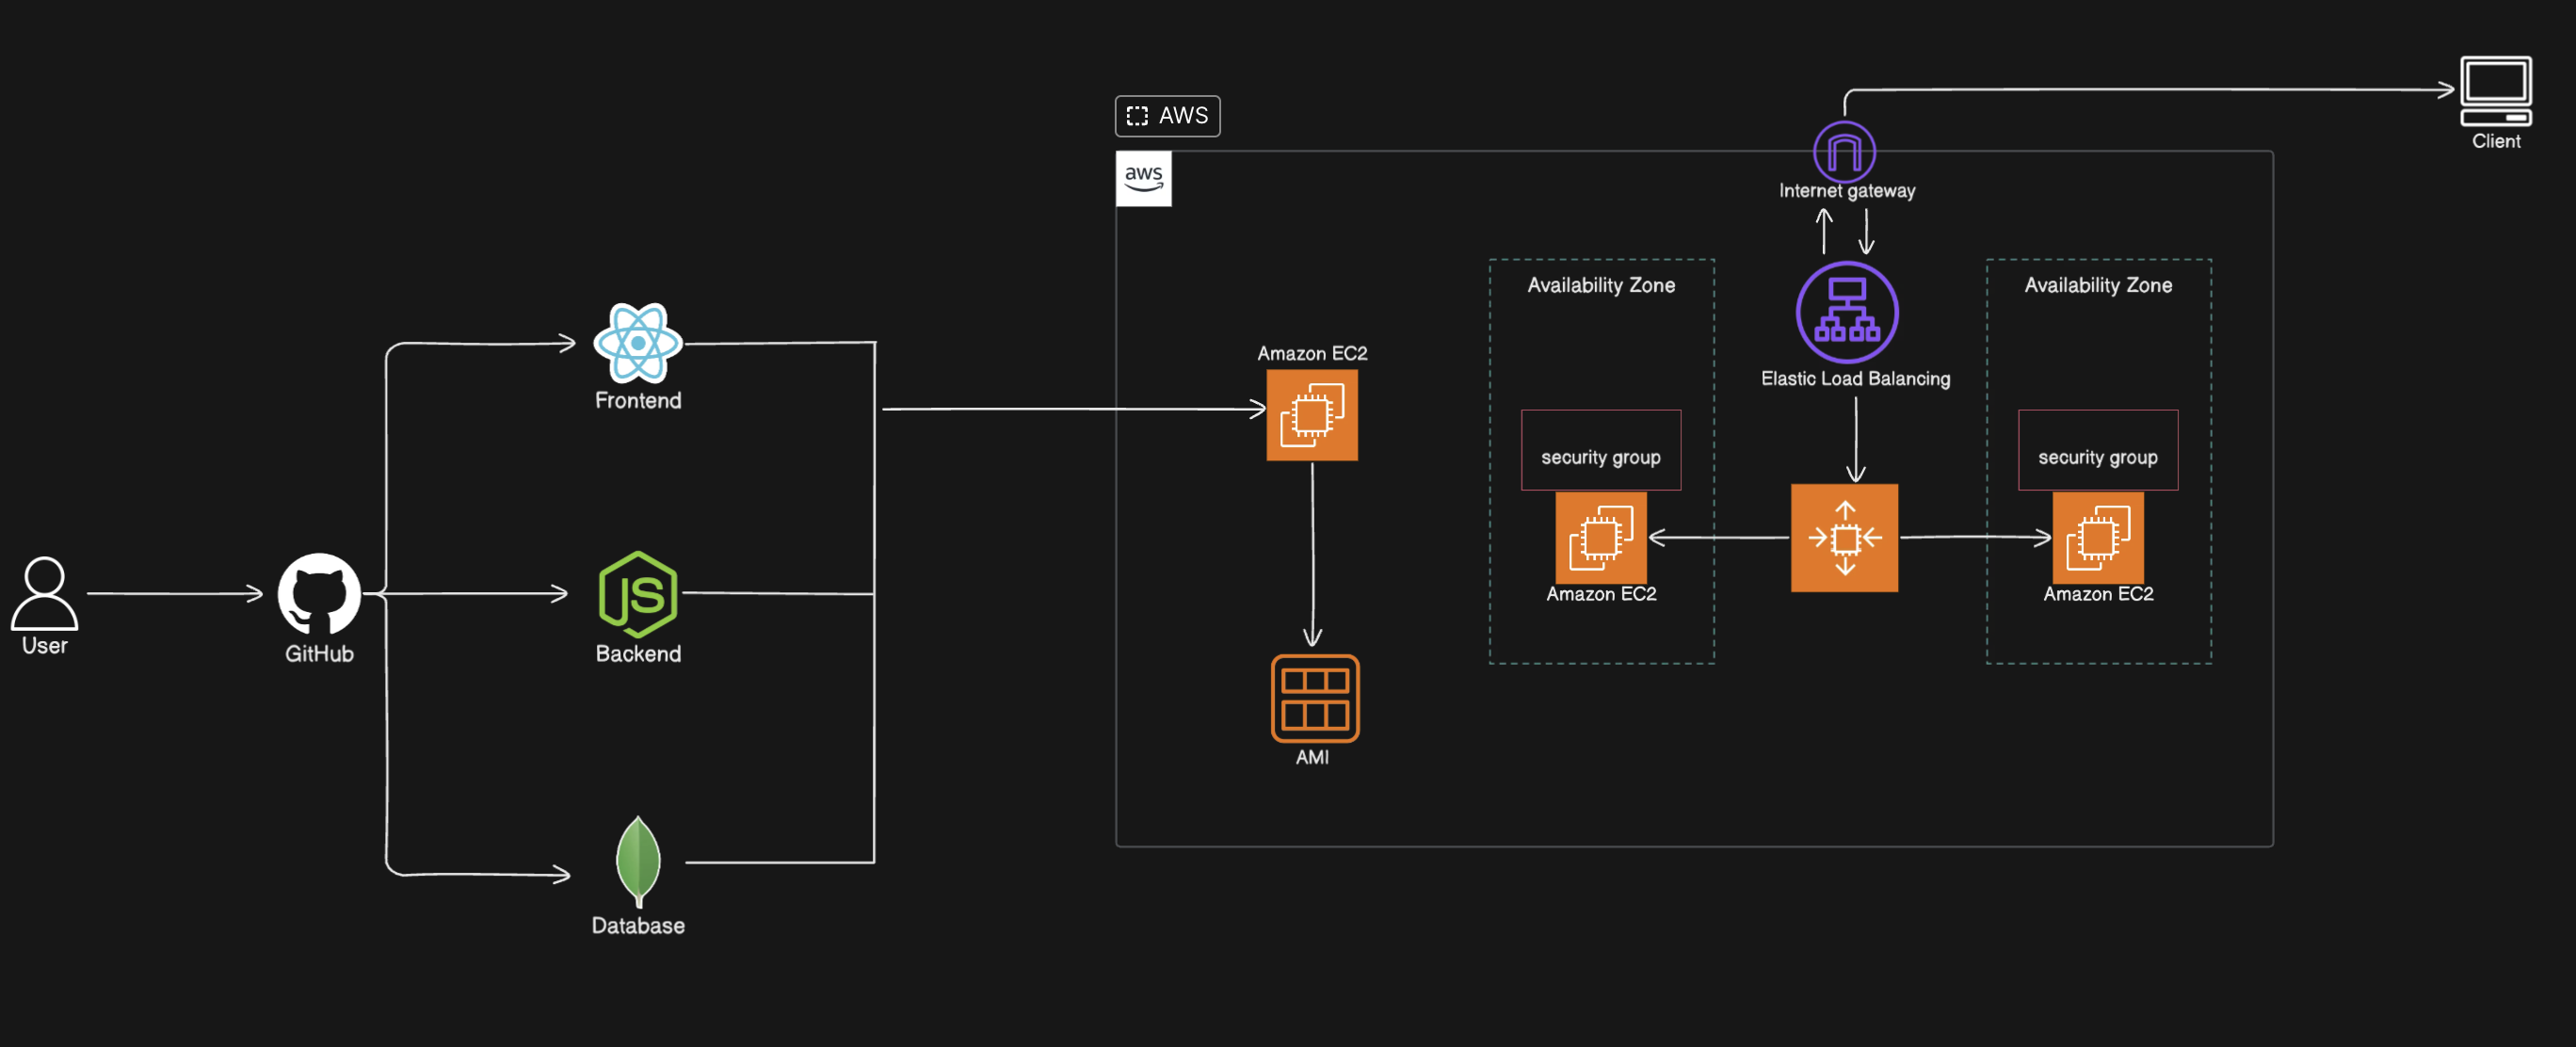 AWS
aws
Client
Internet gateway
Availability Zone
Availability Zone
Elastic Load Balancing
Amazon EC2
Frontend
security group
security group
Amazon EC2
Amazon EC2
User
GitHub
JS
Backend
AMI
Database